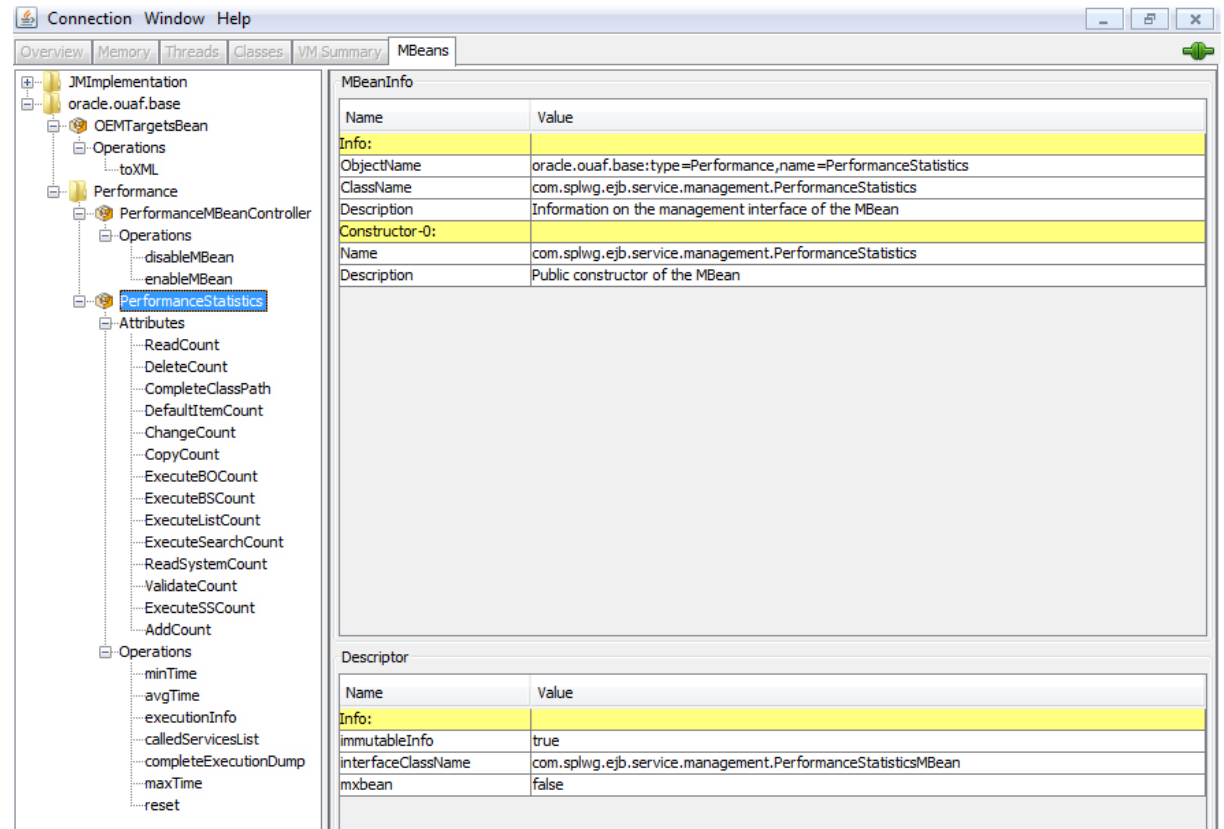 Connection Window Help
Overview Memory Threads Classes VM Summary MBeans
JMImplementation
oracle.ouaf.base
OEMTargetsBean
Operations
toXML
Performance
PerformanceMBeanController
Operations
disableMBean
enableMBean
PerformanceStatistics
Attributes
ReadCount
DeleteCount
CompleteClassPath
DefaultItemCount
ChangeCount
CopyCount
ExecuteBOCount
ExecuteBSCount
ExecuteListCount
ExecuteSearchCount
ReadSystemCount
ValidateCount
ExecuteSSCount
AddCount
Operations
minTime
avgTime
executionInfo
calledServicesList
completeExecutionDump
maxTime
reset
MBeanInfo
Name Value
Info:
ObjectName oracle.ouaf.base:type=Performance,name=PerformanceStatistics
ClassName com.splwg.ejb.service.management.PerformanceStatistics
Description Information on the management interface of the MBean
Constructor-0:
Name com.splwg.ejb.service.management.PerformanceStatistics
Description Public constructor of the MBean
Descriptor
Name Value
Info:
immutableInfo true
interfaceClassName com.splwg.ejb.service.management.PerformanceStatisticsMBean
mxbean false